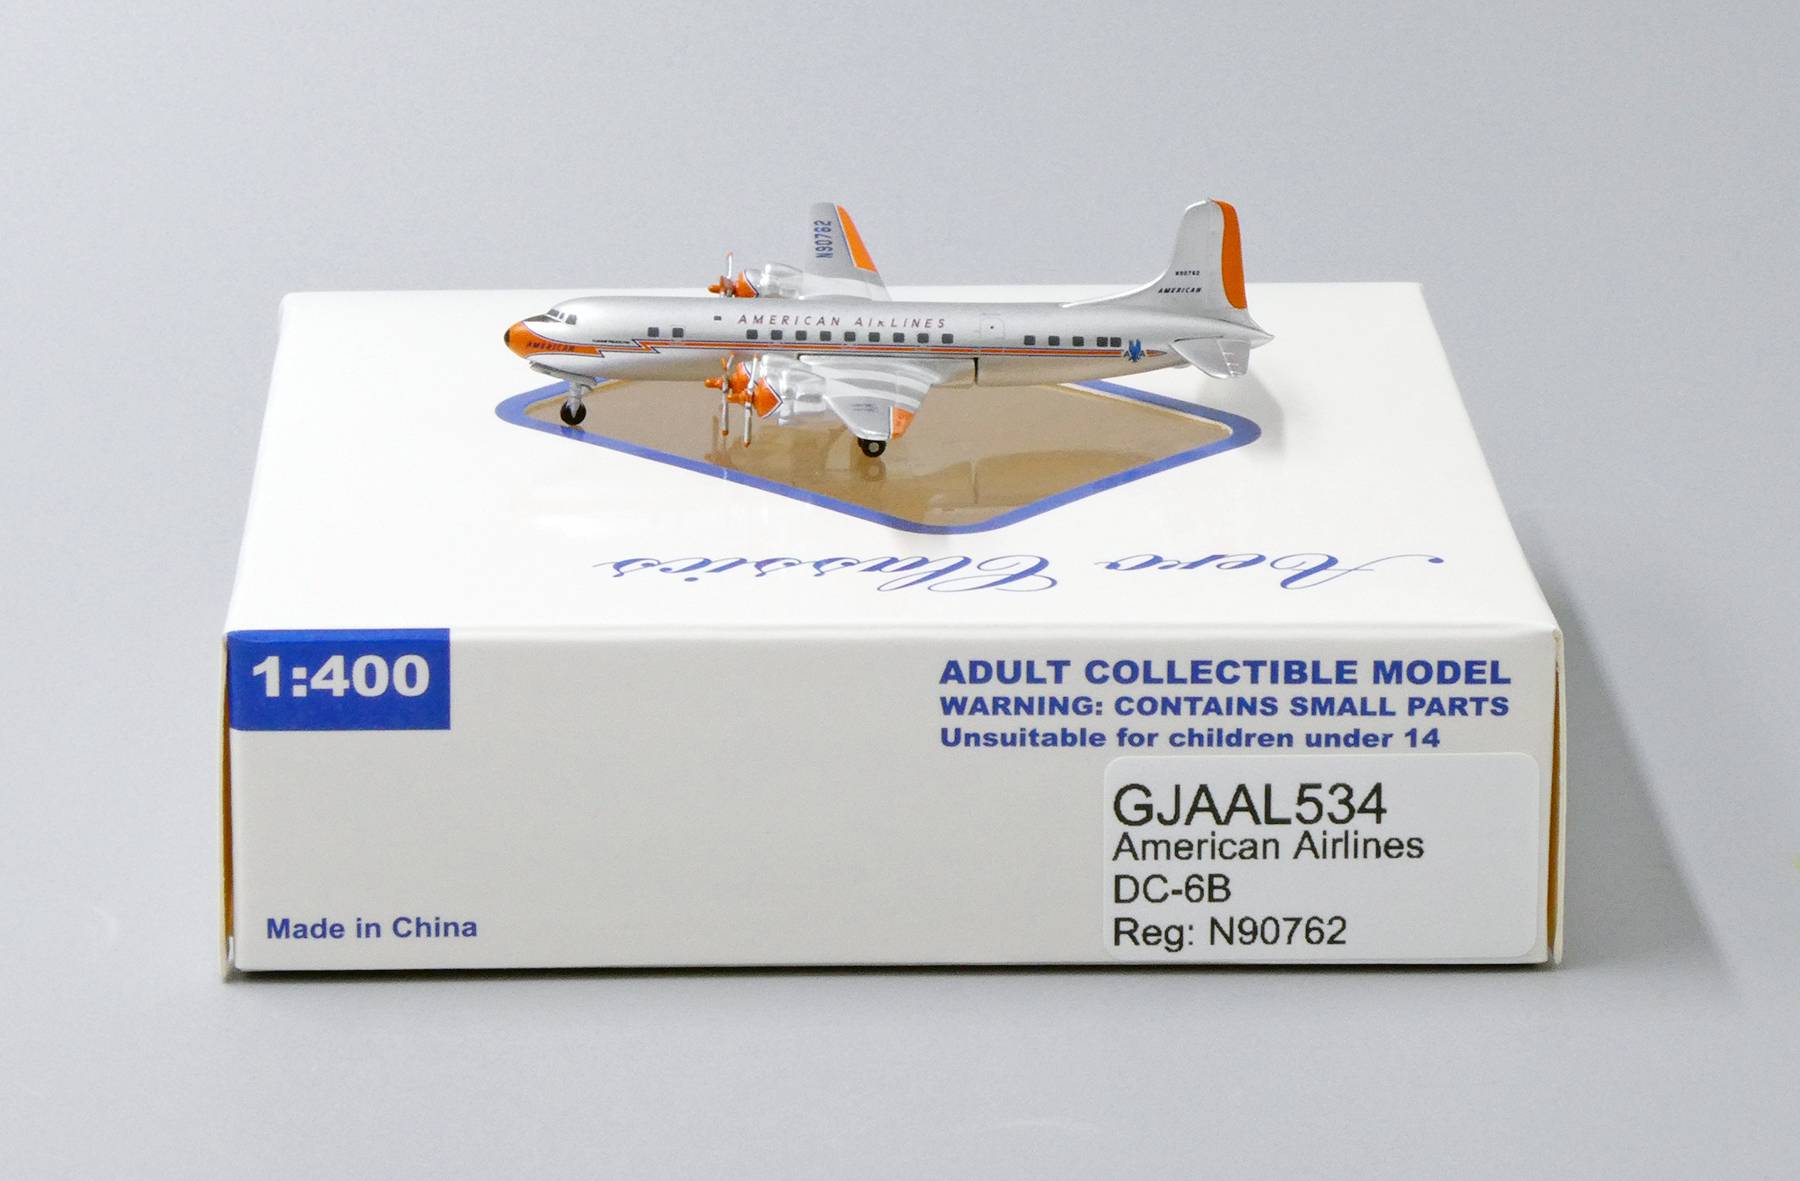 N90762
N90762
AMERICAN
AMERICAN AIRLINES
AMERICAN
AA
Aero Classics
1:400
ADULT COLLECTIBLE MODEL
WARNING: CONTAINS SMALL PARTS
Unsuitable for children under 14
GJAAL534
American Airlines
DC-6B
Reg: N90762
Made in China